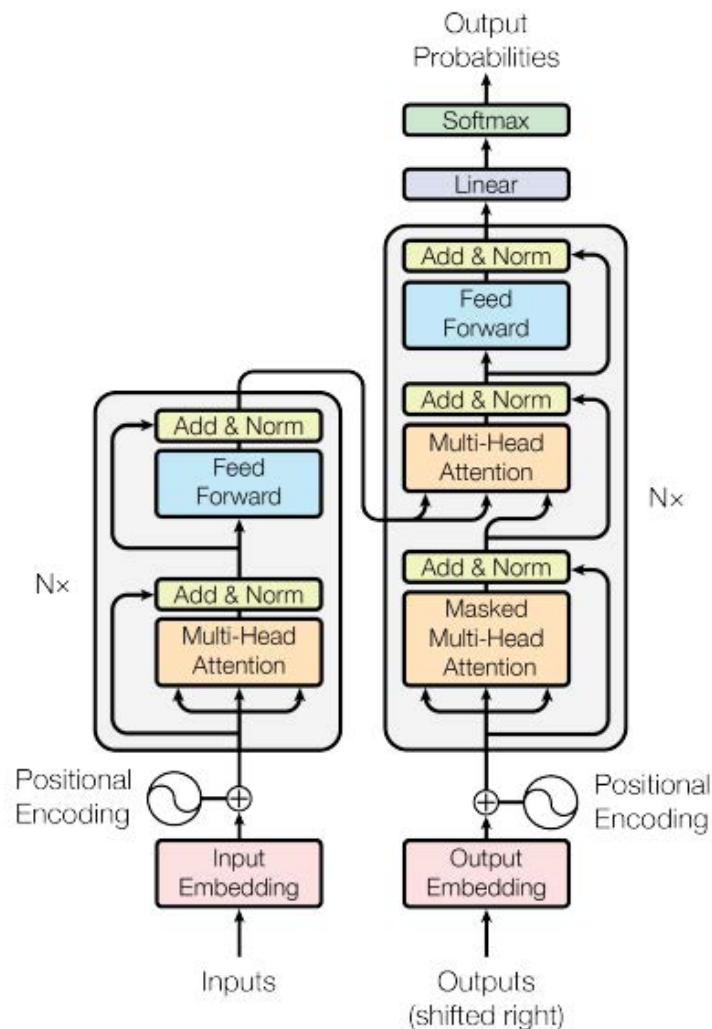 Output
Probabilities
Softmax
Linear
Add & Norm
Feed
Forward
Add & Norm
Multi-Head
Attention
Add & Norm
Masked
Multi-Head
Attention
Nx
Add & Norm
Feed
Forward
Add & Norm
Multi-Head
Attention
Nx
Positional
Encoding
Positional
Encoding
Input
Embedding
Output
Embedding
Inputs
Outputs
(shifted right)